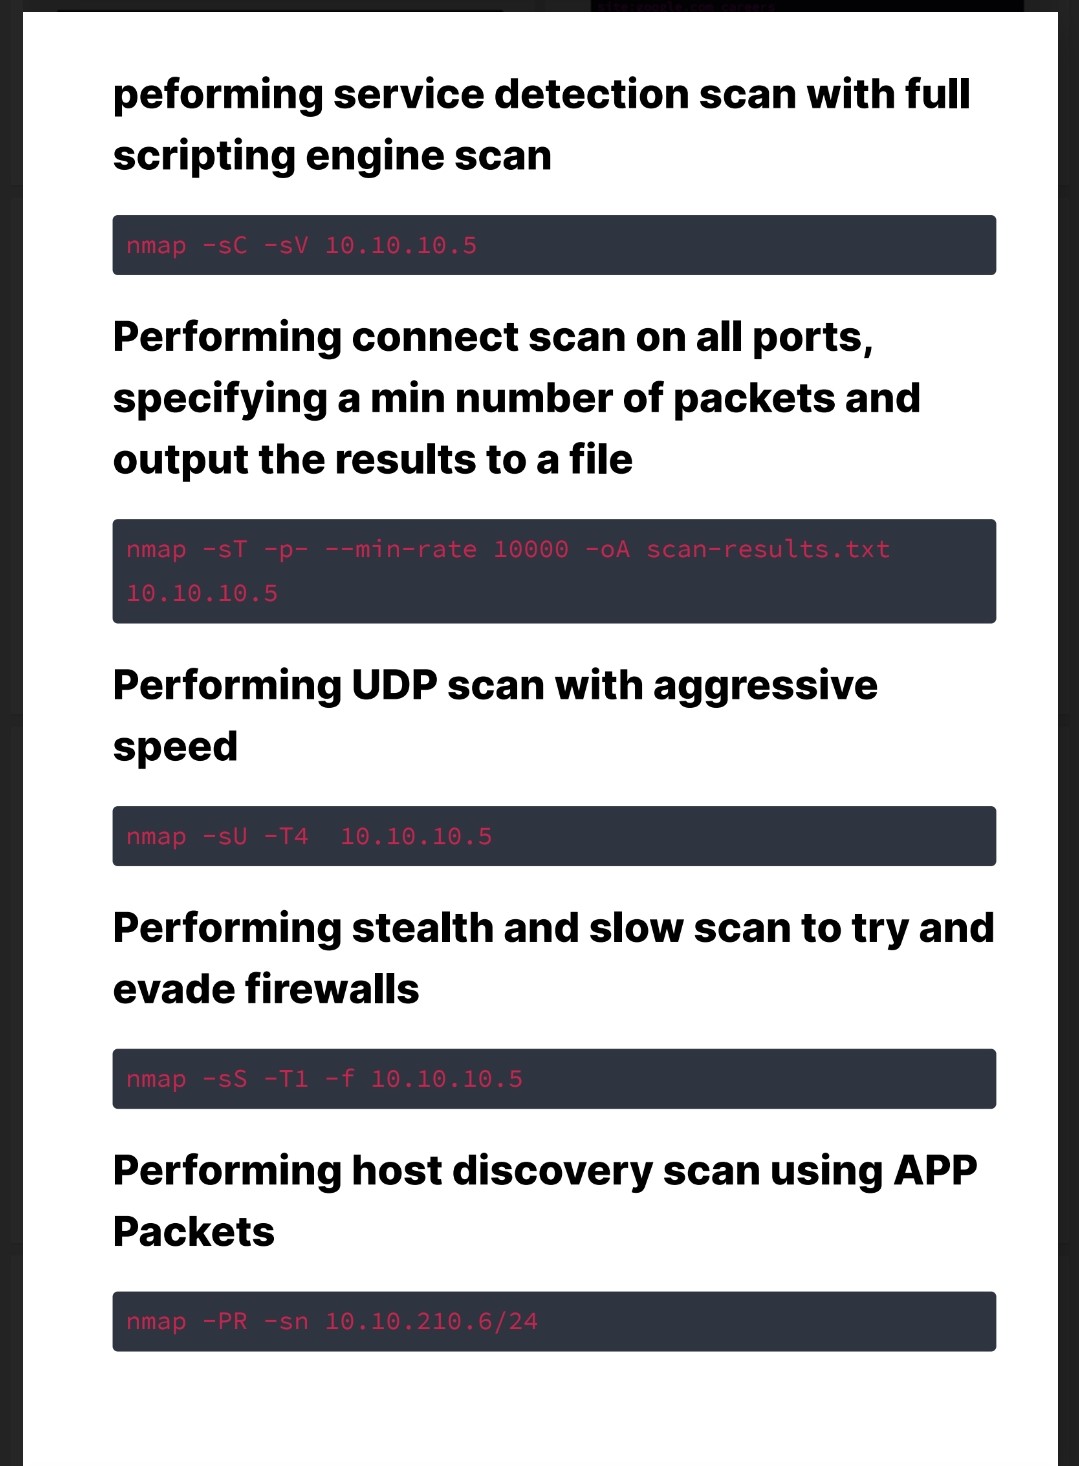 peforming service detection scan with full
scripting engine scan
nmap -sC -sV 10.10.10.5
Performing connect scan on all ports,
specifying a min number of packets and
output the results to a file
nmap -sT -p- --min-rate 10000 -oA scan-results.txt
10.10.10.5
Performing UDP scan with aggressive
speed
nmap -sU -T4  10.10.10.5
Performing stealth and slow scan to try and
evade firewalls
nmap -sS -T1 -f 10.10.10.5
Performing host discovery scan using APP
Packets
nmap -PR -sn 10.10.210.6/24